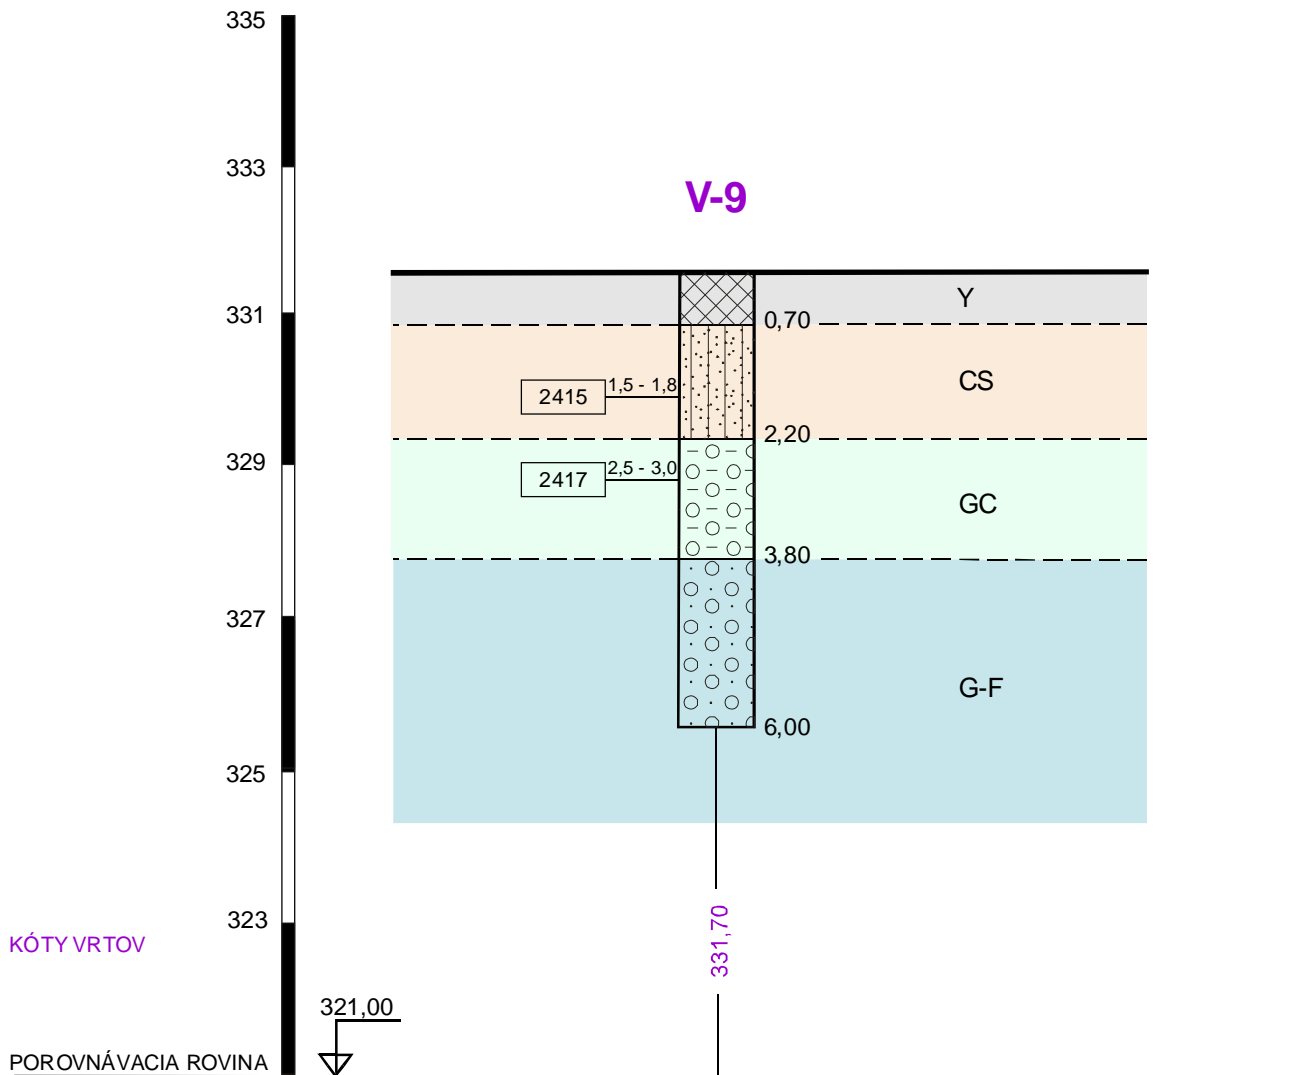 335
333
V-9
Y
331
0,70
CS
1,5 - 1,8
2415
2,20
329
2,5 - 3,0
2417
GC
3,80
327
G-F
6,00
325
323
331,70
KÓTY VRTOV
321,00
POROVNÁVACIA ROVINA